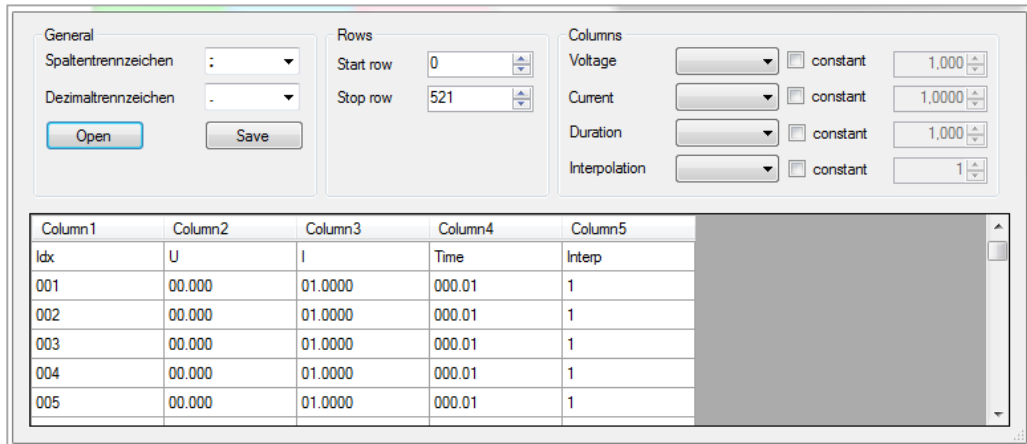 General
Spaltentrennzeichen ;
Dezimaltrennzeichen .
Open Save
Rows
Start row 0
Stop row 521
Columns
Voltage constant 1,000
Current constant 1,0000
Duration constant 1,000
Interpolation constant 1
Column1 Column2 Column3 Column4 Column5
Idx U I Time Interp
001 00.000 01.0000 000.01 1
002 00.000 01.0000 000.01 1
003 00.000 01.0000 000.01 1
004 00.000 01.0000 000.01 1
005 00.000 01.0000 000.01 1